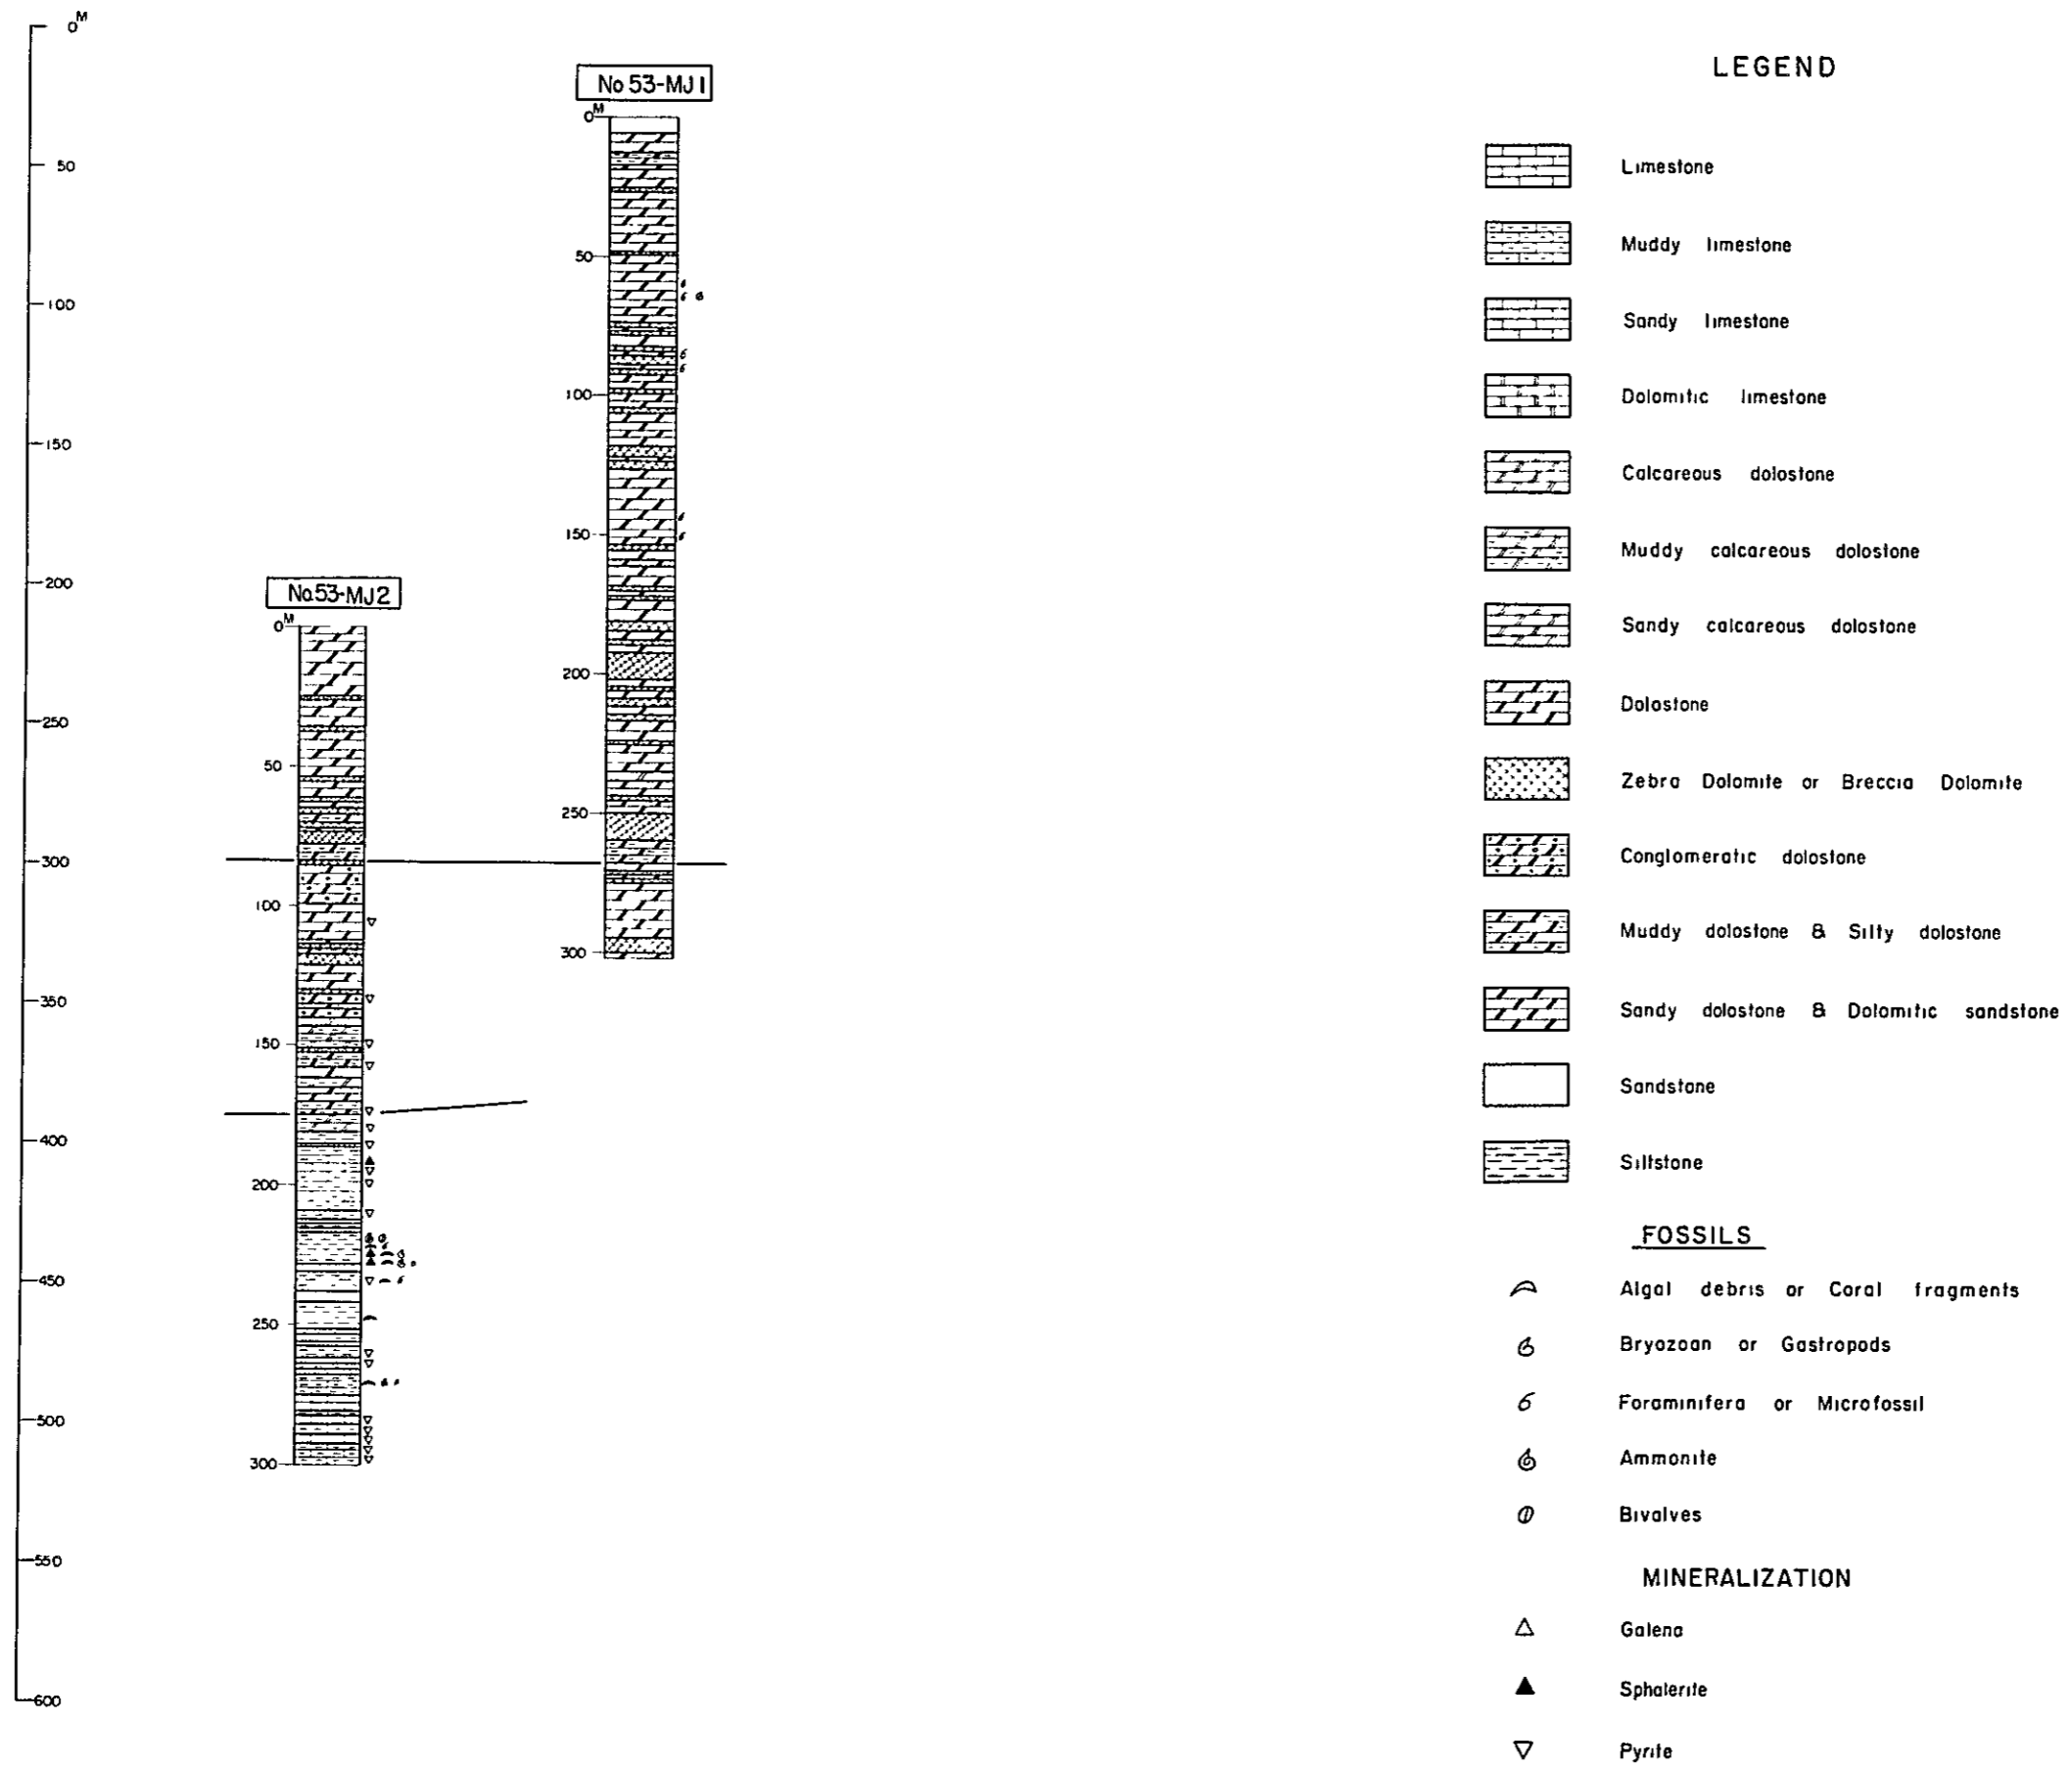 0M
50
100
150
200
250
300
350
400
450
500
550
600
No 53-MJ1
0M
50
100
150
200
250
300
No.53-MJ2
0M
50
100
150
200
250
300
LEGEND
Limestone
Muddy limestone
Sandy limestone
Dolomitic limestone
Calcareous dolostone
Muddy calcareous dolostone
Sandy calcareous dolostone
Dolostone
Zebra Dolomite or Breccia Dolomite
Conglomeratic dolostone
Muddy dolostone & Silty dolostone
Sandy dolostone & Dolomitic sandstone
Sandstone
Siltstone
FOSSILS
Algal debris or Coral fragments
Bryozoan or Gastropods
Foraminifera or Microfossil
Ammonite
Bivalves
MINERALIZATION
Galena
Sphalerite
Pyrite